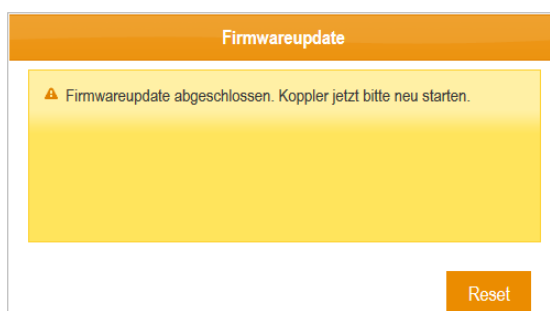 Firmwareupdate
Firmwareupdate abgeschlossen. Koppler jetzt bitte neu starten.
Reset